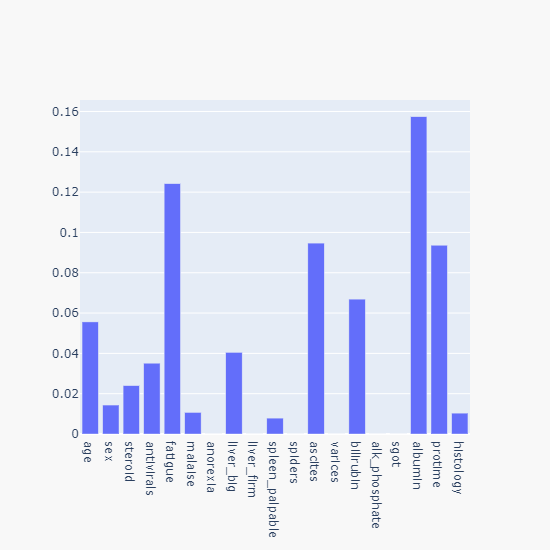 0.16
0.14
0.12
0.1
0.08
0.06
0.04
0.02
0
age
sex
steroid
antivirals
fatigue
malaise
anorexia
liver_big
liver_firm
spleen_palpable
spiders
ascites
varices
bilirubin
alk_phosphate
sgot
albumin
protime
histology